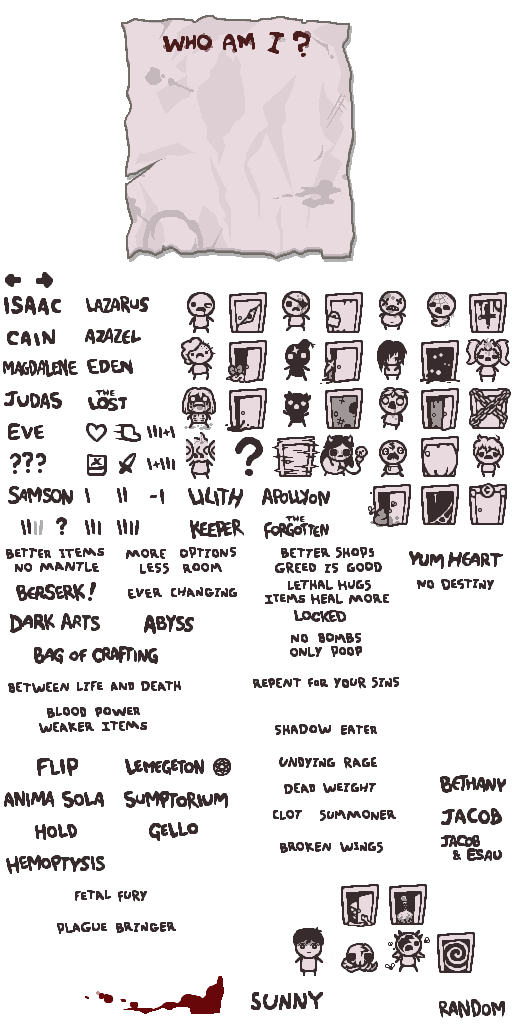 WHO AM I ?
ISAAC LAZARUS
CAIN AZAZEL
MAGDALENE EDEN
JUDAS THE LOST
EVE
???
?
SAMSON -1 LILITH APOLLYON
? KEEPER THE FORGOTTEN
BETTER ITEMS
NO MANTLE
MORE OPTIONS
LESS ROOM
BETTER SHOPS
GREED IS GOOD
YUM HEART
LETHAL HUGS
ITEMS HEAL MORE
NO DESTINY
BERSERK! EVER CHANGING
LOCKED
DARK ARTS ABYSS
NO BOMBS
ONLY POOP
BAG OF CRAFTING
BETWEEN LIFE AND DEATH REPENT FOR YOUR SINS
BLOOD POWER
WEAKER ITEMS
SHADOW EATER
FLIP LEMEGETON UNDYING RAGE
DEAD WEIGHT BETHANY
ANIMA SOLA SUMPTORIUM
CLOT SUMMONER JACOB
HOLD GELLO
BROKEN WINGS JACOB
& ESAU
HEMOPTYSIS
FETAL FURY
PLAGUE BRINGER
SUNNY
RANDOM